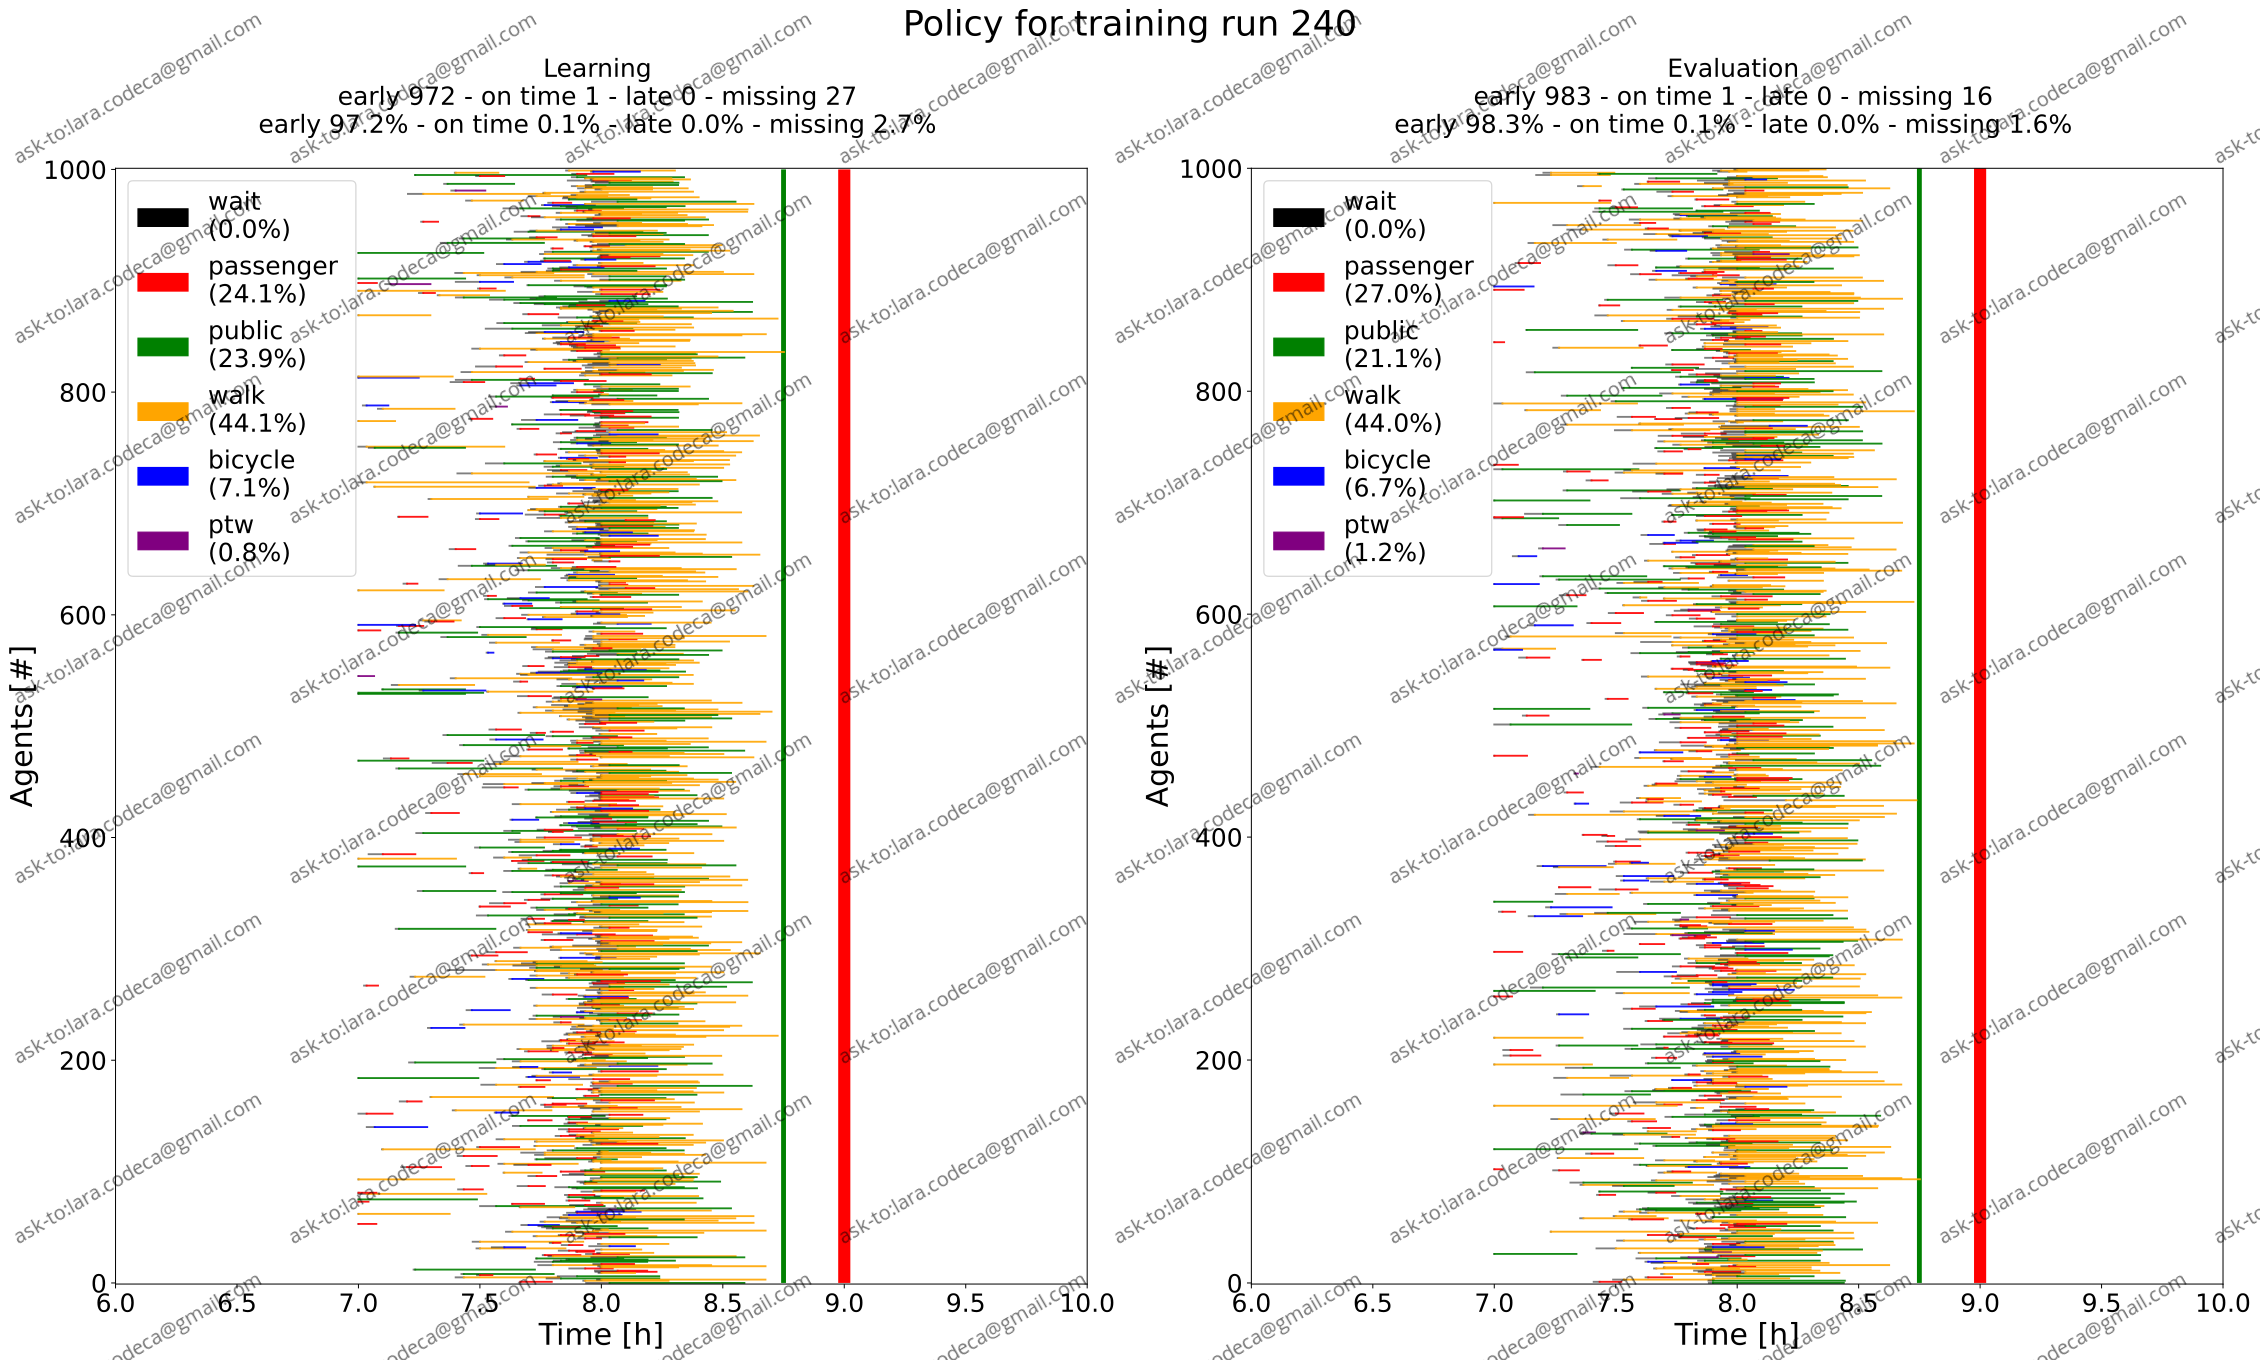 Policy for training run 240
Learning
early 972 - on time 1 - late 0 - missing 27
early 97.2% - on time 0.1% - late 0.0% - missing 2.7%
1000
800
600
400
200
0
Agents [#]
wait
(0.0%)
passenger
(24.1%)
public
(23.9%)
walk
(44.1%)
bicycle
(7.1%)
ptw
(0.8%)
6.0 6.5 7.0 7.5 8.0 8.5 9.0 9.5 10.0
Time [h]
Evaluation
early 983 - on time 1 - late 0 - missing 16
early 98.3% - on time 0.1% - late 0.0% - missing 1.6%
1000
800
600
400
200
0
Agents [#]
wait
(0.0%)
passenger
(27.0%)
public
(21.1%)
walk
(44.0%)
bicycle
(6.7%)
ptw
(1.2%)
6.0 6.5 7.0 7.5 8.0 8.5 9.0 9.5 10.0
Time [h]
ask-to:lara.codeca@gmail.com